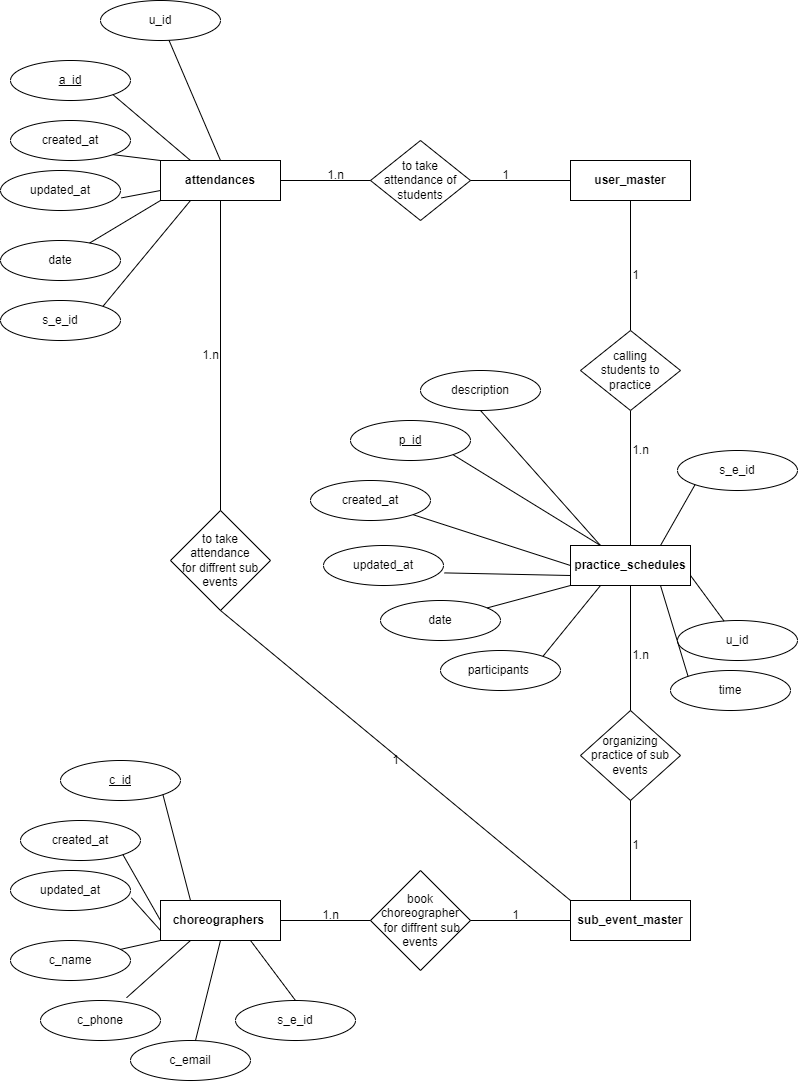 u_id
a_id
created_at
updated_at
date
s_e_id
attendances
1.n
to take
attendance of
students
1
user_master
1
calling
students to
practice
1.n
1.n
to take
attendance
for diffrent sub
events
description
p_id
created_at
updated_at
date
participants
s_e_id
practice_schedules
u_id
time
1.n
organizing
practice of sub
events
1
1
c_id
created_at
updated_at
c_name
c_phone
c_email
s_e_id
choreographers
1.n
book
choreographer
for diffrent sub
events
1
sub_event_master